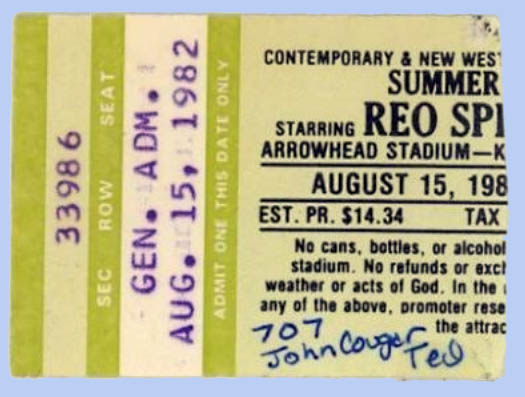 33986
SEC ROW SEAT
GEN. ADM.
AUG. 15, 1982
ADMIT ONE THIS DATE ONLY
CONTEMPORARY & NEW WES
SUMMER
STARRING REO SPE
ARROWHEAD STADIUM—K
AUGUST 15, 198
EST. PR. $14.34 TAX
No cans, bottles, or alcohol
stadium. No refunds or exch
weather or acts of God. In the
any of the above, promoter rese
the attrac
707
John Cougar Ted